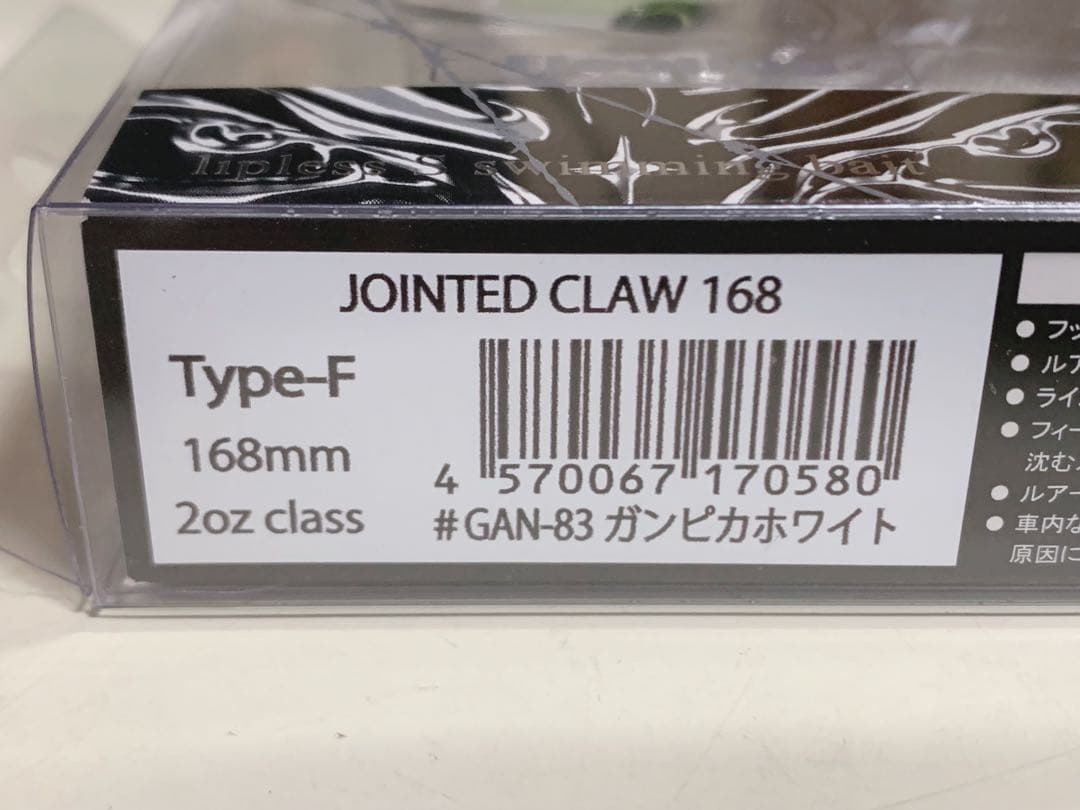 lipless swimming bait
JOINTED CLAW 168
Type-F
168mm
2oz class
4 570067 170580
#GAN-83 ガンピカホワイト
フッ
ルア
ライ
フィー
沈む
ルアー
車内な
原因に